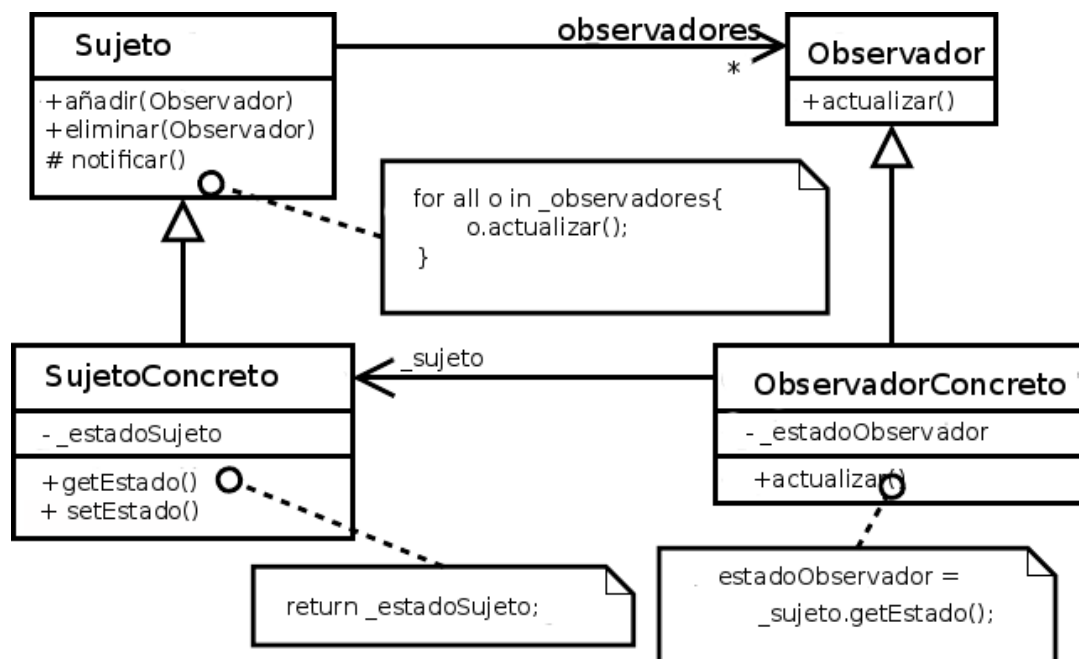 Sujeto
+añadir(Observador)
+eliminar(Observador)
# notificar()
observadores
*
Observador
+actualizar()
for all o in _observadores{
o.actualizar();
}
SujetoConcreto
- _estadoSujeto
+getEstado()
+ setEstado()
_sujeto
ObservadorConcreto
- _estadoObservador
+actualizar()
return _estadoSujeto;
estadoObservador =
_sujeto.getEstado();